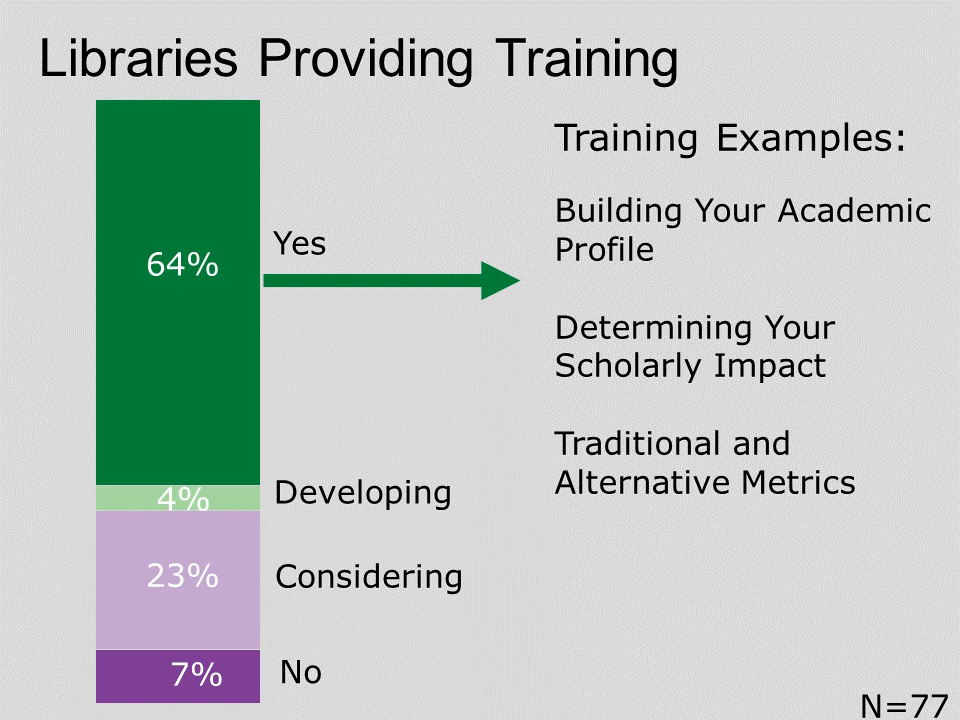 Libraries Providing Training
64%
Yes
4%
Developing
23%
Considering
7%
No
Training Examples:
Building Your Academic
Profile
Determining Your
Scholarly Impact
Traditional and
Alternative Metrics
N=77